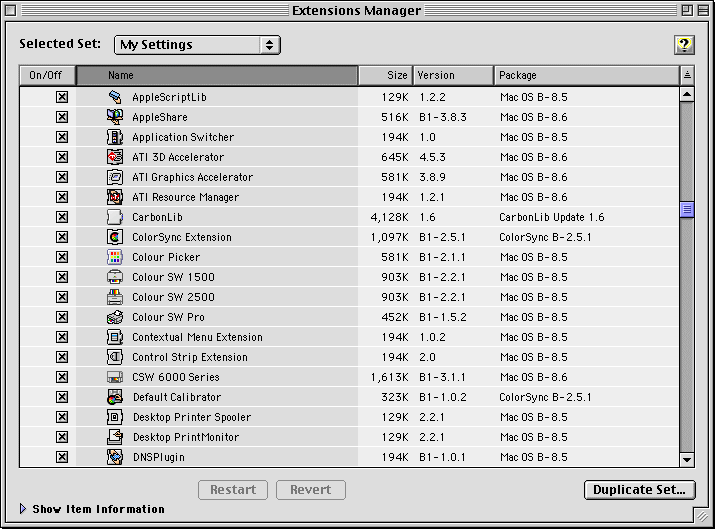 Extensions Manager
Selected Set: My Settings
?
On/Off Name Size Version Package
AppleScriptLib 129K 1.2.2 Mac OS B-8.5
AppleShare 516K B1-3.8.3 Mac OS B-8.6
Application Switcher 194K 1.0 Mac OS B-8.5
ATI 3D Accelerator 645K 4.5.3 Mac OS B-8.6
ATI Graphics Accelerator 581K 3.8.9 Mac OS B-8.6
ATI Resource Manager 194K 1.2.1 Mac OS B-8.6
CarbonLib 4,128K 1.6 CarbonLib Update 1.6
ColorSync Extension 1,097K B1-2.5.1 ColorSync B-2.5.1
Colour Picker 581K B1-2.1.1 Mac OS B-8.5
Colour SW 1500 903K B1-2.2.1 Mac OS B-8.5
Colour SW 2500 903K B1-2.2.1 Mac OS B-8.5
Colour SW Pro 452K B1-1.5.2 Mac OS B-8.5
Contextual Menu Extension 194K 1.0.2 Mac OS B-8.5
Control Strip Extension 194K 2.0 Mac OS B-8.5
CSW 6000 Series 1,613K B1-3.1.1 Mac OS B-8.6
Default Calibrator 323K B1-1.0.2 ColorSync B-2.5.1
Desktop Printer Spooler 129K 2.2.1 Mac OS B-8.5
Desktop PrintMonitor 129K 2.2.1 Mac OS B-8.5
DNSPlugin 194K B1-1.0.1 Mac OS B-8.5
Restart Revert Duplicate Set...
Show Item Information